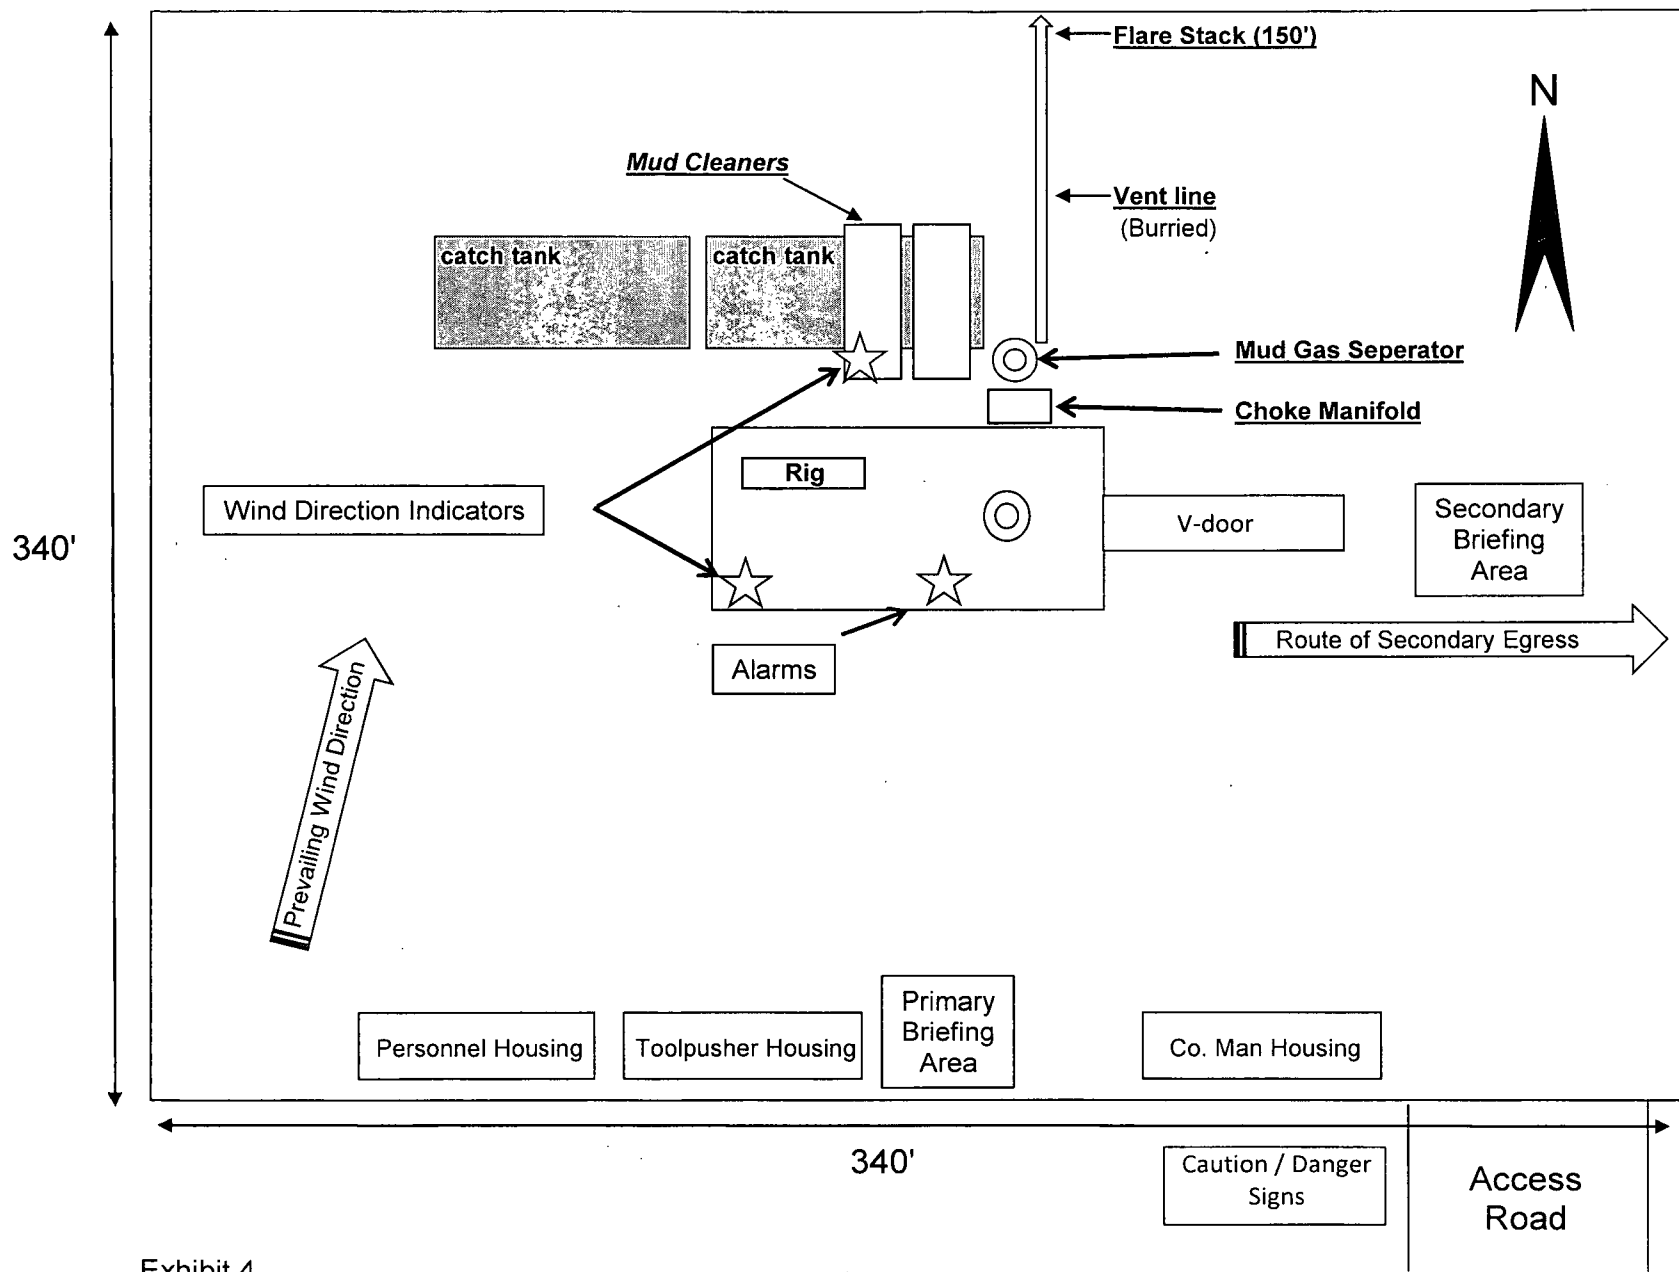 Flare Stack (150')
N
Mud Cleaners
Vent line
(Burried)
catch tank
catch tank
Mud Gas Seperator
Choke Manifold
Rig
Wind Direction Indicators
V-door
Secondary
Briefing
Area
340'
Route of Secondary Egress
Alarms
Prevailing Wind Direction
Primary
Briefing
Area
Personnel Housing
Toolpusher Housing
Co. Man Housing
340'
Caution / Danger
Signs
Access
Road
Exhibit 4